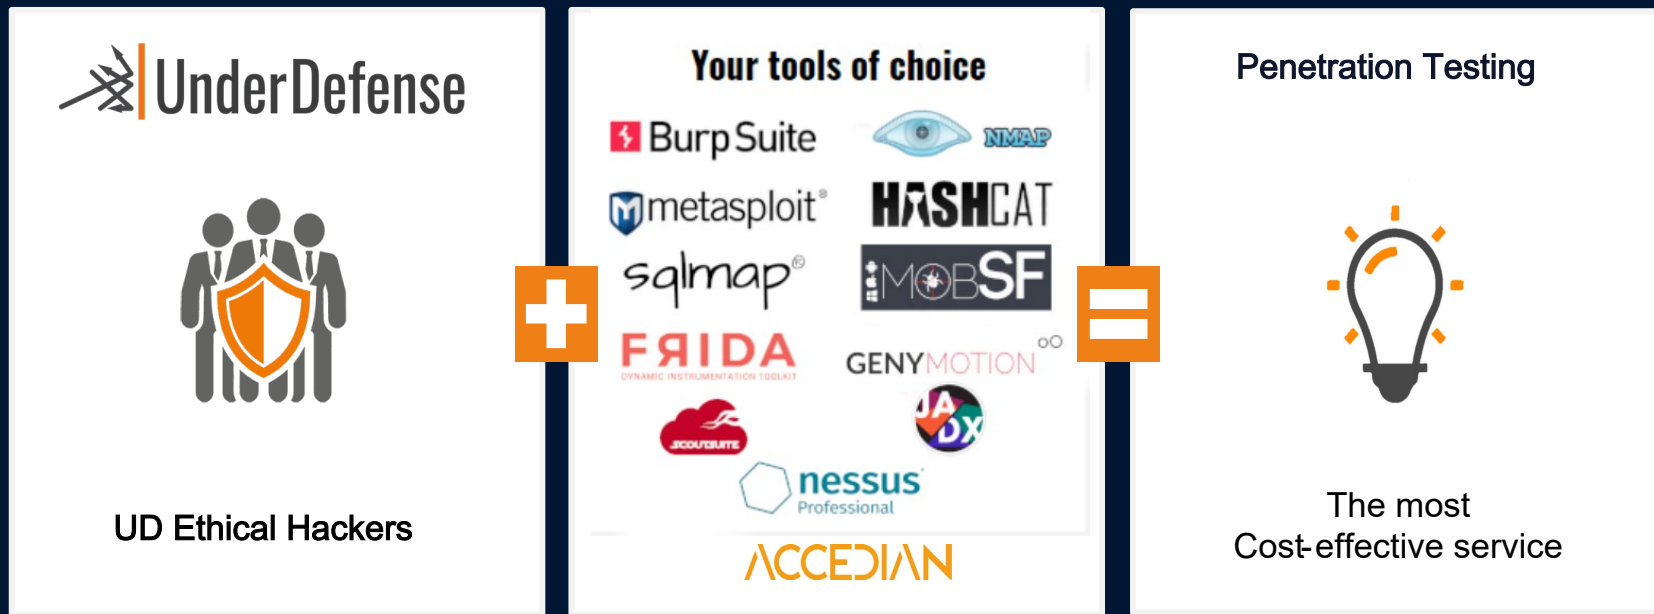 UnderDefense
UD Ethical Hackers
Your tools of choice
Burp Suite
NMAP
metasploit®
HASHCAT
sqlmap®
MOBSF
FRIDA
DYNAMIC INSTRUMENTATION TOOLKIT
GENYMOTION
SCOUTSUITE
JADX
nessus
Professional
ACCEDIAN
Penetration Testing
The most
Cost-effective service